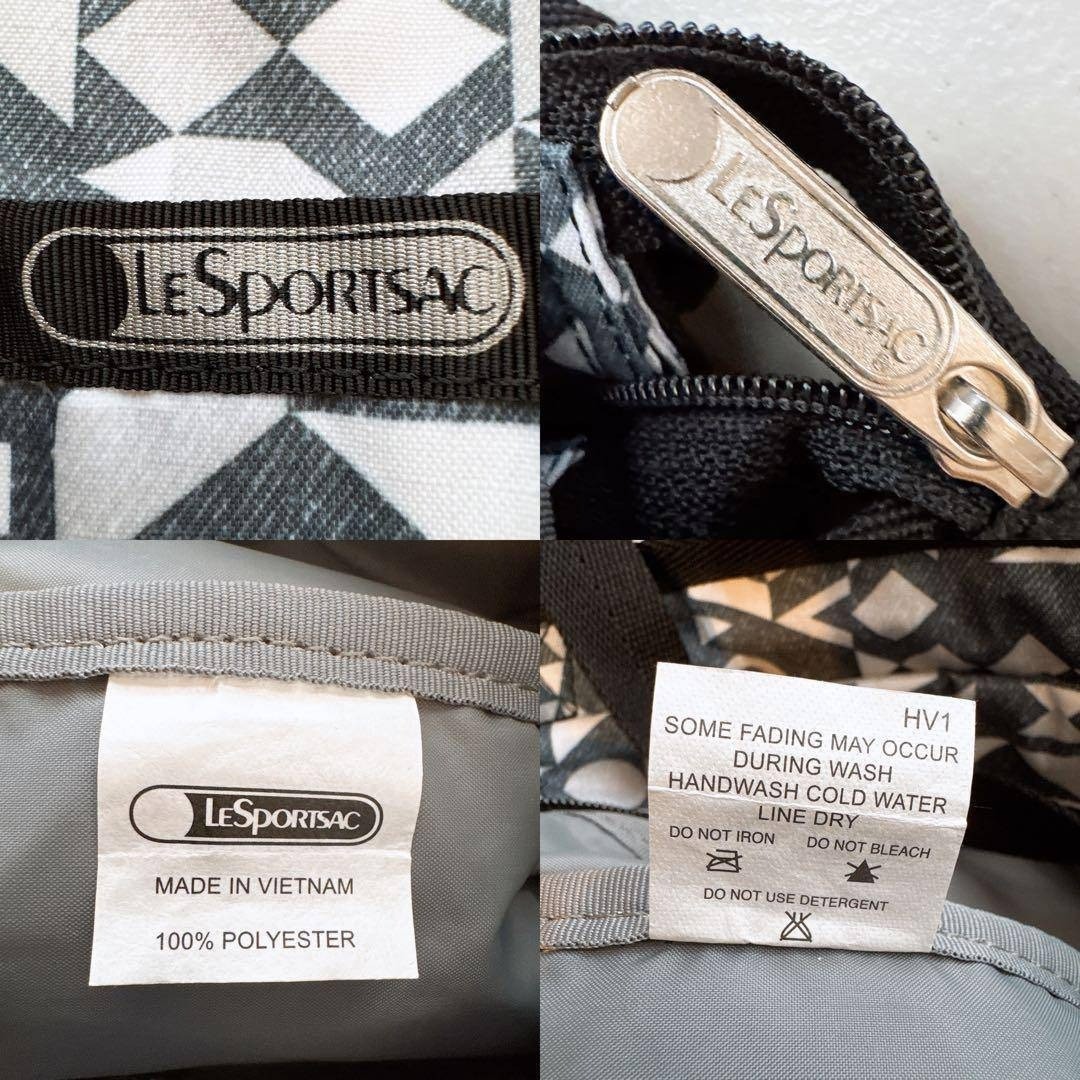 LESPORTSAC
LESPORTSAC
LESPORTSAC
MADE IN VIETNAM
100% POLYESTER
HV1
SOME FADING MAY OCCUR
DURING WASH
HANDWASH COLD WATER
LINE DRY
DO NOT IRON DO NOT BLEACH
DO NOT USE DETERGENT